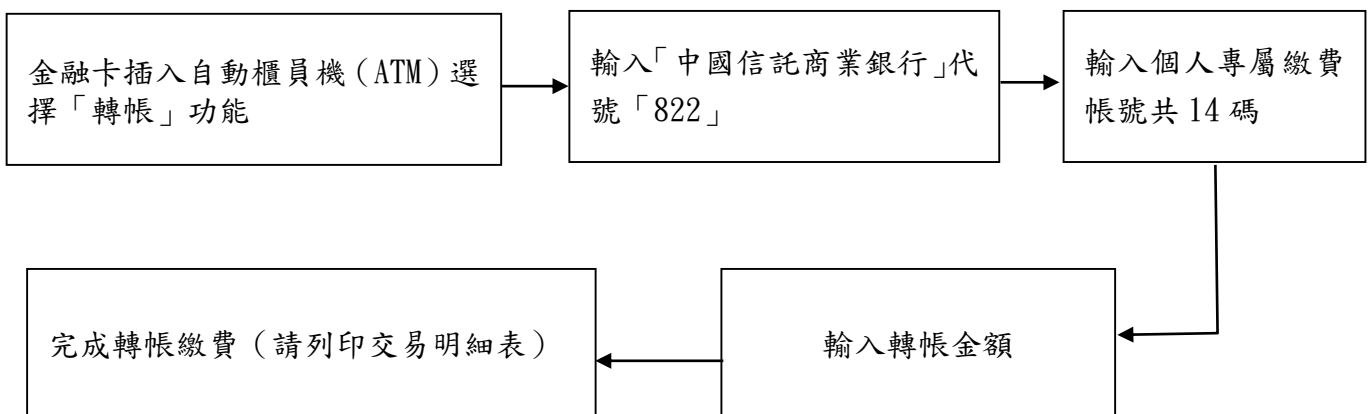 金融卡插入自動櫃員機(ATM)選
擇「轉帳」功能
輸入「中國信託商業銀行」代
號「822」
輸入個人專屬繳費
帳號共 14 碼
輸入轉帳金額
完成轉帳繳費（請列印交易明細表）